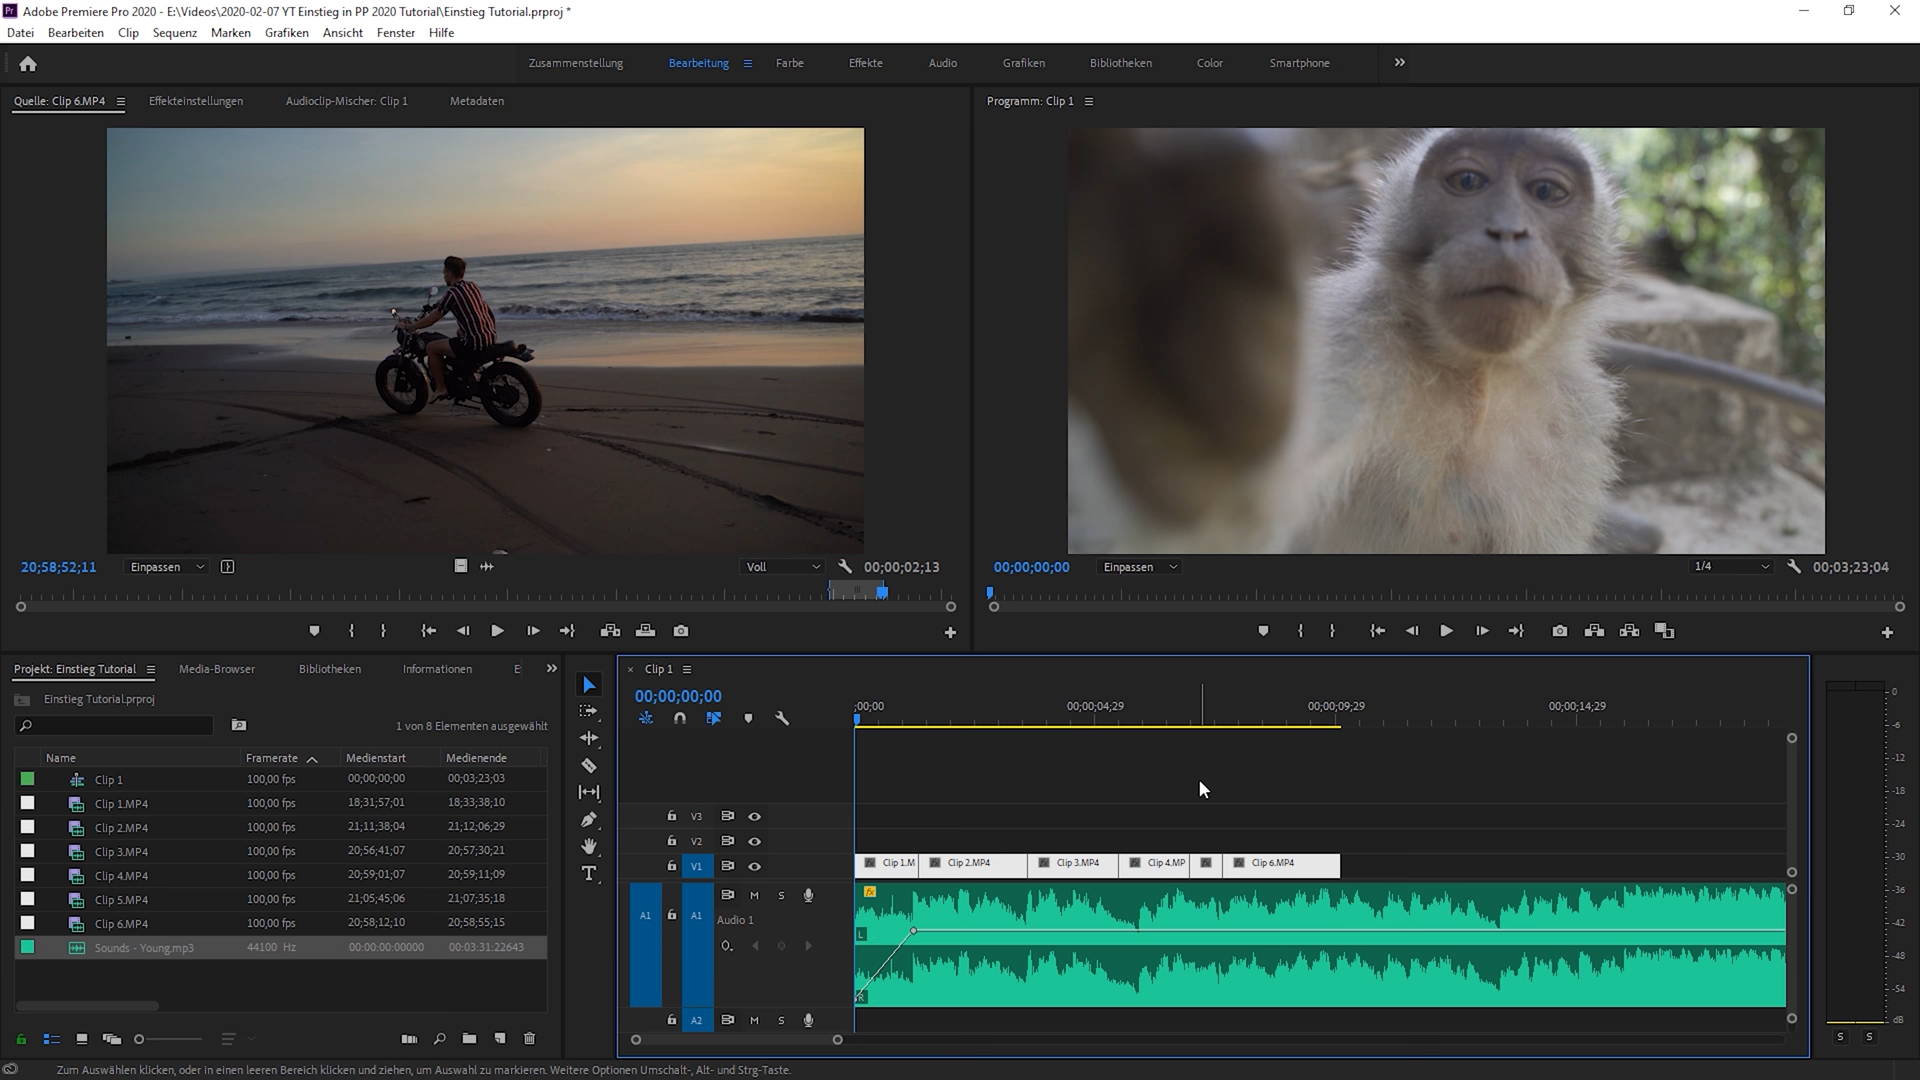 Pr Adobe Premiere Pro 2020 - E:\Videos\2020-02-07 YT Einstieg in PP 2020 Tutorial\Einstieg Tutorial.prproj *
Datei Bearbeiten Clip Sequenz Marken Grafiken Ansicht Fenster Hilfe
Zusammenstellung Bearbeitung Farbe Effekte Audio Grafiken Bibliotheken Color Smartphone
Quelle: Clip 6.MP4 Effekteinstellungen Audioclip-Mischer: Clip 1 Metadaten
Programm: Clip 1
20;58;52;11 Einpassen Voll 00;00;02;13
00;00;00;00 Einpassen 1/4 00;03;23;04
Projekt: Einstieg Tutorial Media-Browser Bibliotheken Informationen E
Einstieg Tutorial.prproj
1 von 8 Elementen ausgewählt
Name Framerate Medienstart Medienende
Clip 1 100,00 fps 00;00;00;00 00;03;23;03
Clip 1.MP4 100,00 fps 18;31;57;01 18;33;38;10
Clip 2.MP4 100,00 fps 21;11;38;04 21;12;06;29
Clip 3.MP4 100,00 fps 20;56;41;07 20;57;30;21
Clip 4.MP4 100,00 fps 20;59;01;07 20;59;11;09
Clip 5.MP4 100,00 fps 21;05;45;06 21;07;35;18
Clip 6.MP4 100,00 fps 20;58;12;10 20;58;55;15
Sounds - Young.mp3 44100 Hz 00:00:00:00000 00:03:31:22643
× Clip 1
00;00;00;00
;00;00 00;00;04;29 00;00;09;29 00;00;14;29
V3
V2
V1 Clip 1.M Clip 2.MP4 Clip 3.MP4 Clip 4.MP Clip 6.MP4
fx
A1 A1 M S
Audio 1
L
R
A2 M S
0
-6
-12
-18
-24
-30
-36
-42
-48
-54
dB
S S
Zum Auswählen klicken, oder in einen leeren Bereich klicken und ziehen, um Auswahl zu markieren. Weitere Optionen Umschalt-, Alt- und Strg-Taste.